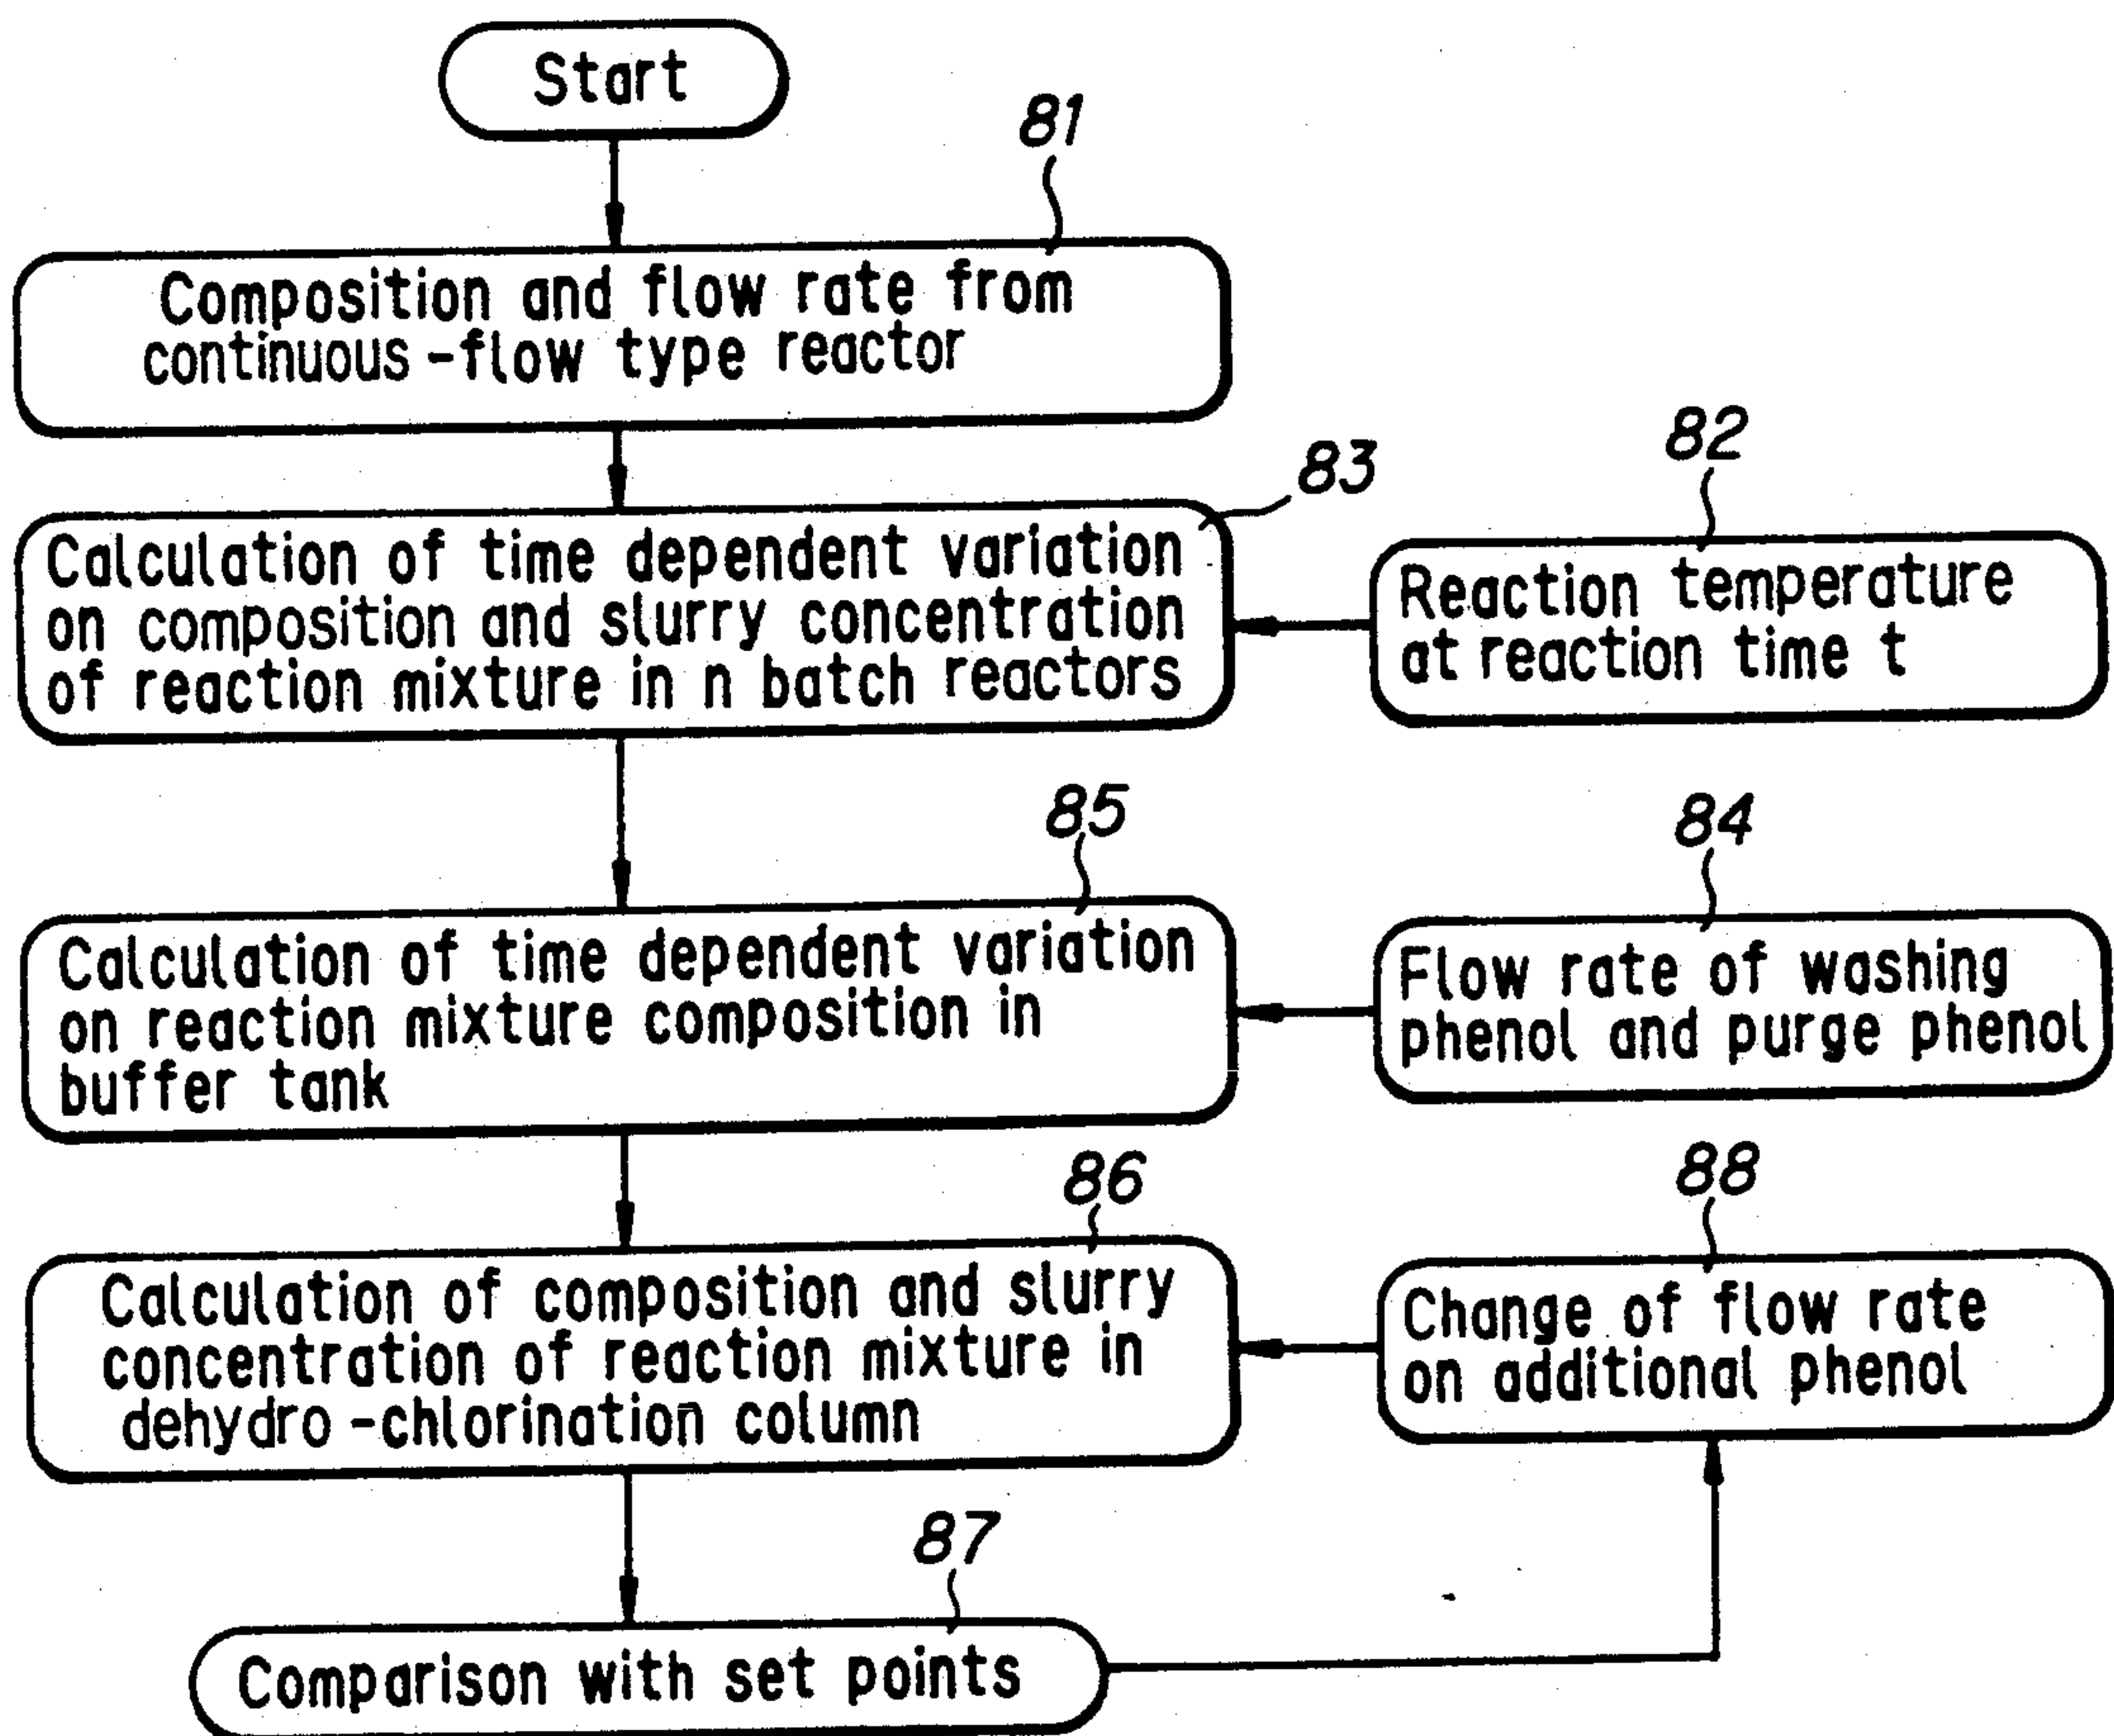 Start
81
Composition and flow rate from
continuous-flow type reactor
83
Calculation of time dependent variation
on composition and slurry concentration
of reaction mixture in n batch reactors
82
Reaction temperature
at reaction time t
85
Calculation of time dependent variation
on reaction mixture composition in
buffer tank
84
Flow rate of washing
phenol and purge phenol
86
Calculation of composition and slurry
concentration of reaction mixture in
dehydro-chlorination column
88
Change of flow rate
on additional phenol
87
Comparison with set points